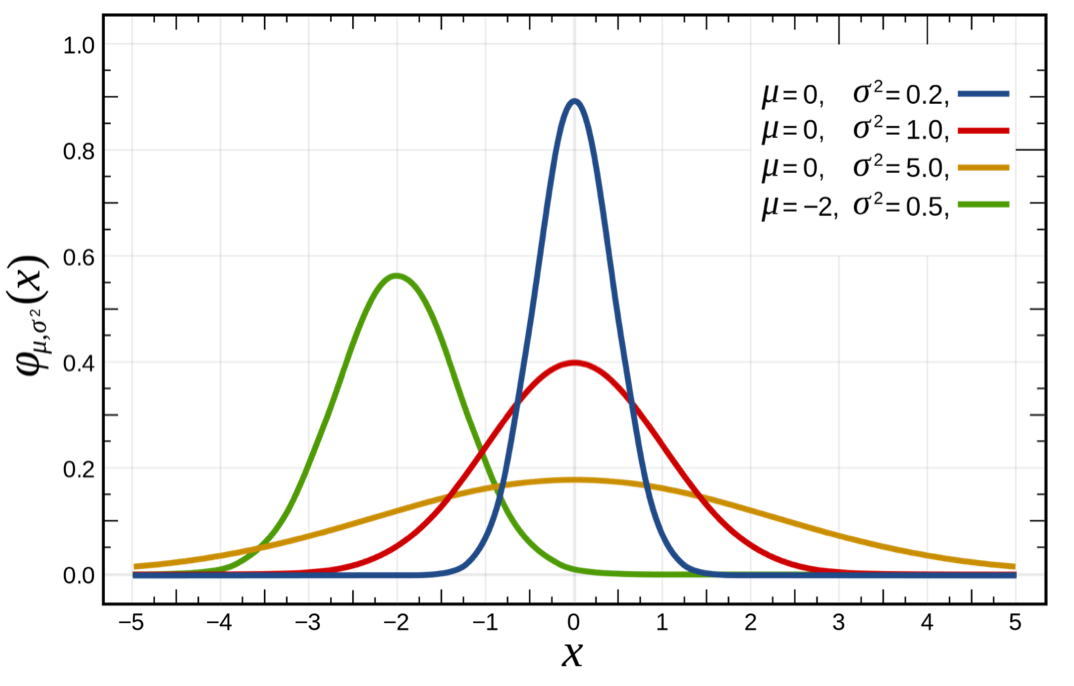 1.0
0.8
0.6
0.4
0.2
0.0
φμ,σ²(x)
μ= 0, σ²= 0.2,
μ= 0, σ²= 1.0,
μ= 0, σ²= 5.0,
μ= −2, σ²= 0.5,
−5 −4 −3 −2 −1 0 1 2 3 4 5
x